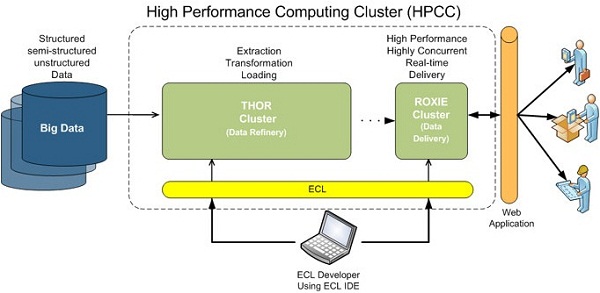 High Performance Computing Cluster (HPCC)
Structured
semi-structured
unstructured
Data
Big Data
Extraction
Transformation
Loading
THOR
Cluster
(Data Refinery)
. . .
High Performance
Highly Concurrent
Real-time
Delivery
ROXIE
Cluster
(Data
Delivery)
ECL
Web
Application
ECL Developer
Using ECL IDE